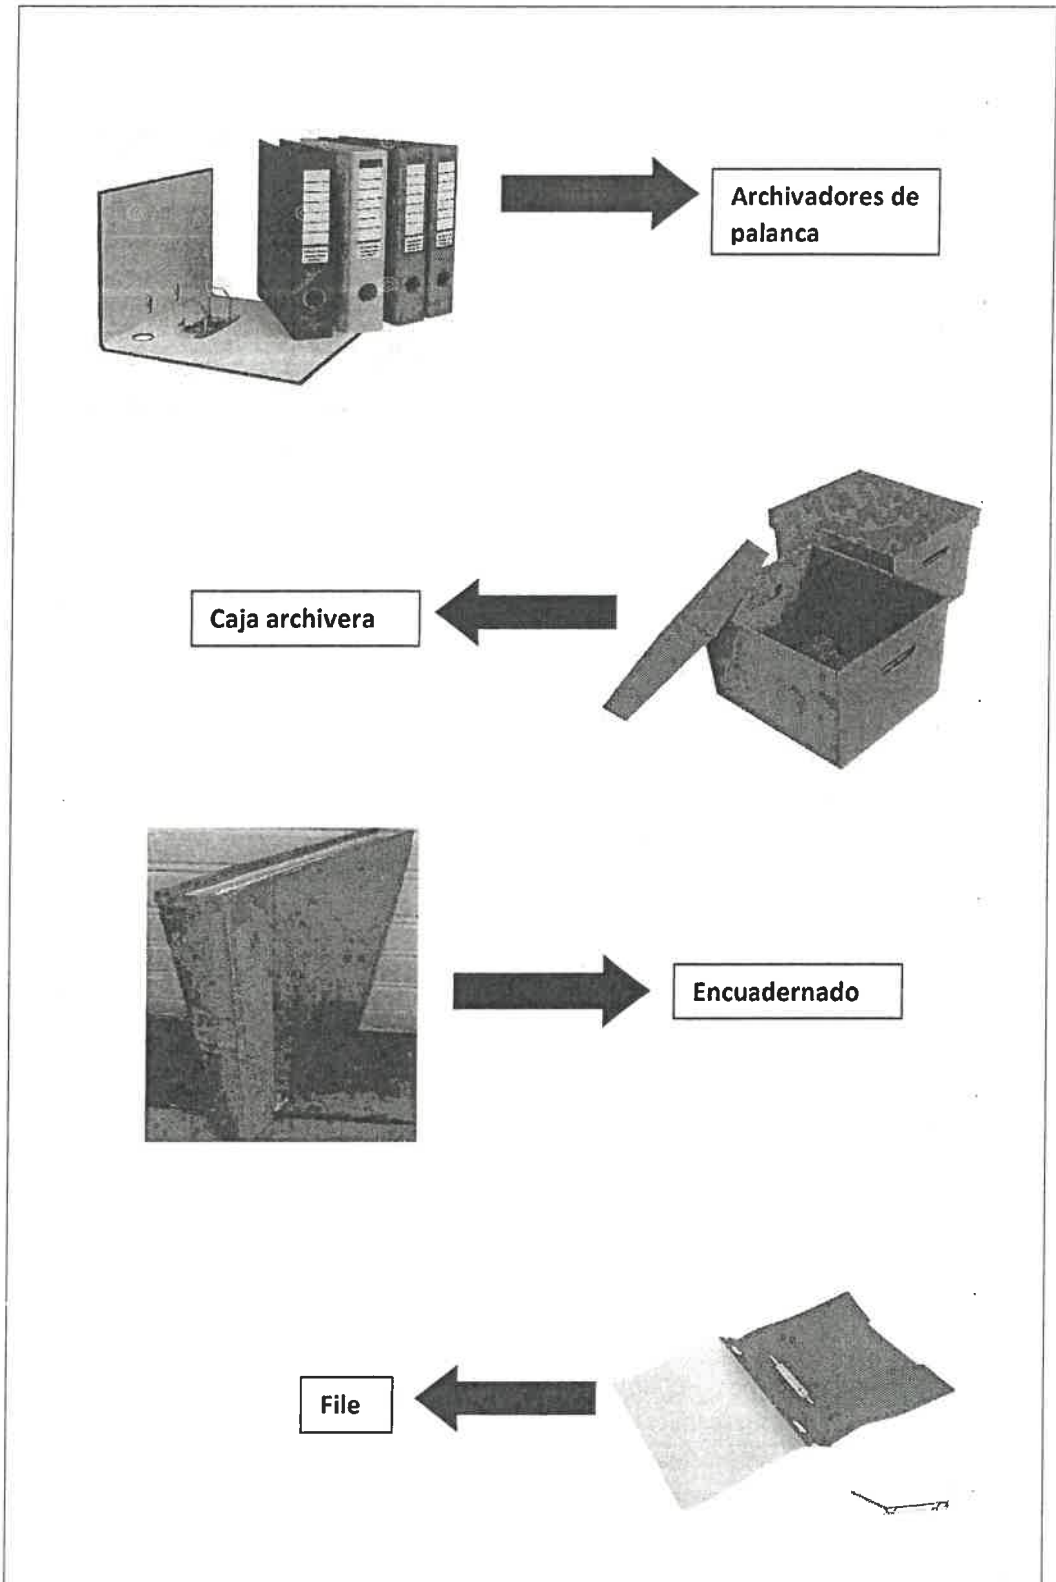 Archivadores de
palanca
Caja archivera
Encuadernado
File